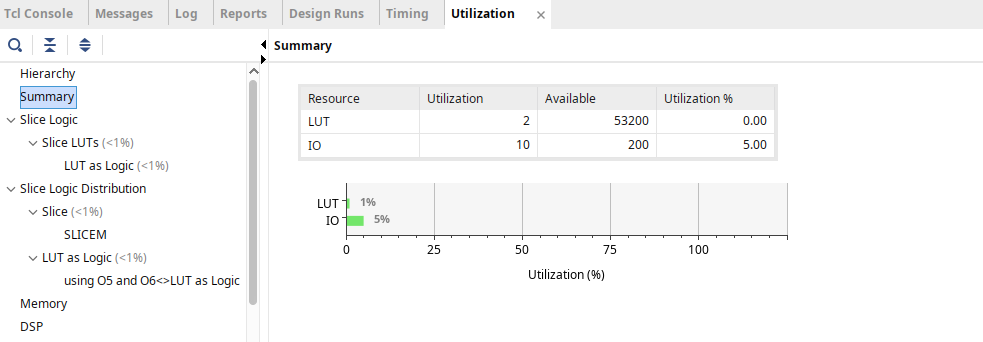 Tcl Console Messages Log Reports Design Runs Timing Utilization ×
Summary
Hierarchy
Summary
Slice Logic
Slice LUTs (<1%)
LUT as Logic (<1%)
Slice Logic Distribution
Slice (<1%)
SLICEM
LUT as Logic (<1%)
using O5 and O6<>LUT as Logic
Memory
DSP
Resource Utilization Available Utilization %
LUT 2 53200 0.00
IO 10 200 5.00
LUT 1%
IO 5%
0 25 50 75 100
Utilization (%)